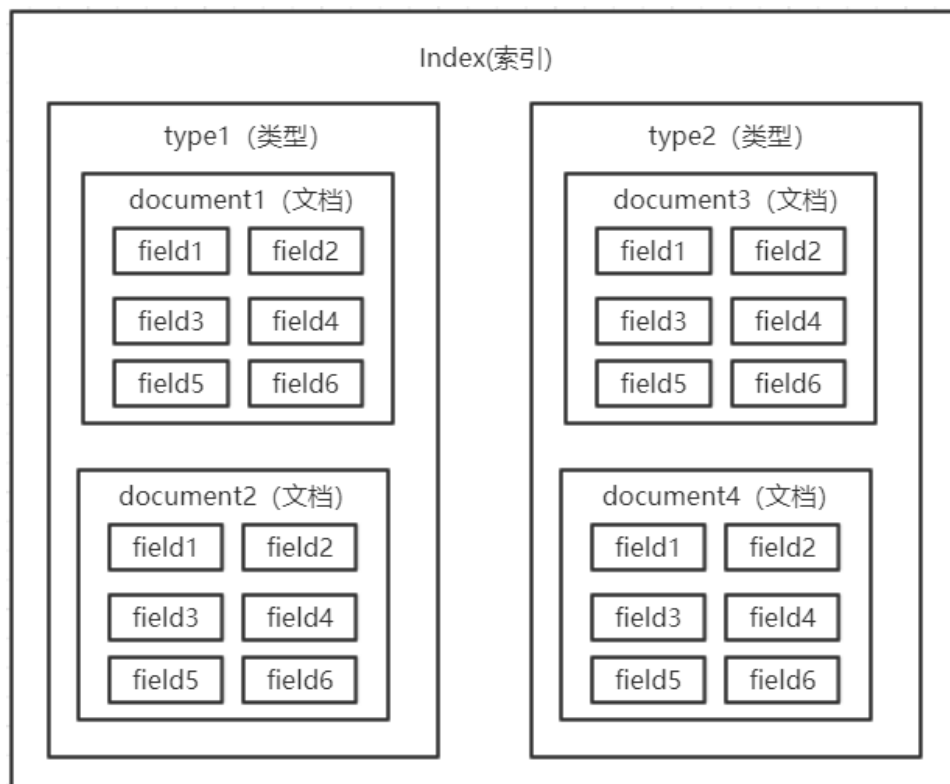 Index(索引)
type1（类型）
document1（文档）
field1 field2
field3 field4
field5 field6
document2（文档）
field1 field2
field3 field4
field5 field6
type2（类型）
document3（文档）
field1 field2
field3 field4
field5 field6
document4（文档）
field1 field2
field3 field4
field5 field6